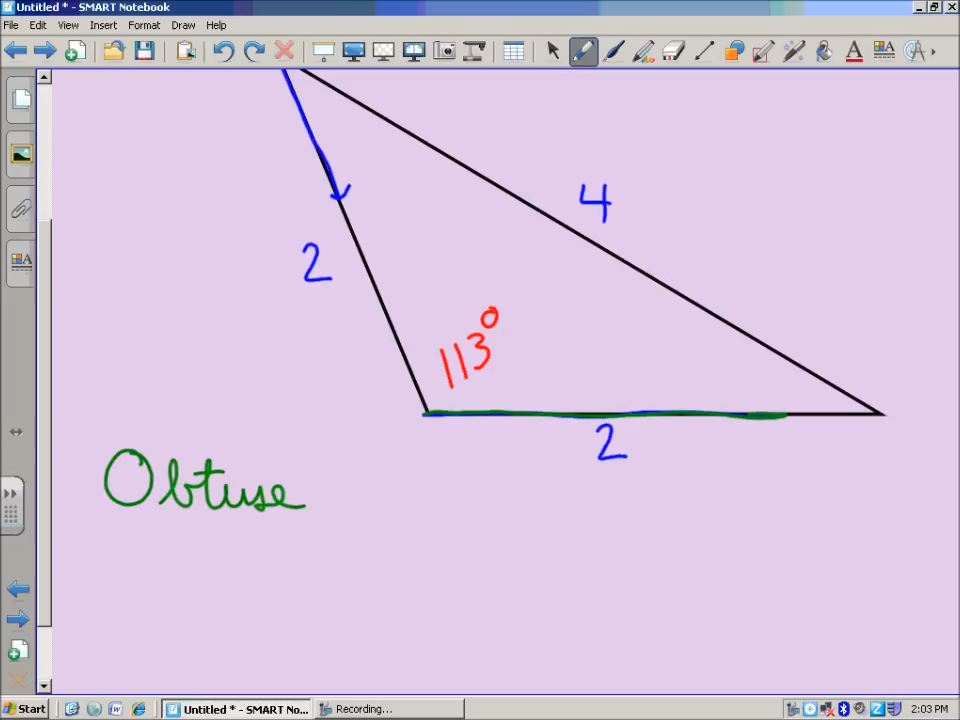 Untitled * - SMART Notebook
File Edit View Insert Format Draw Help
4
2
113°
2
Obtuse
Start
Untitled * - SMART No...
Recording...
2:03 PM